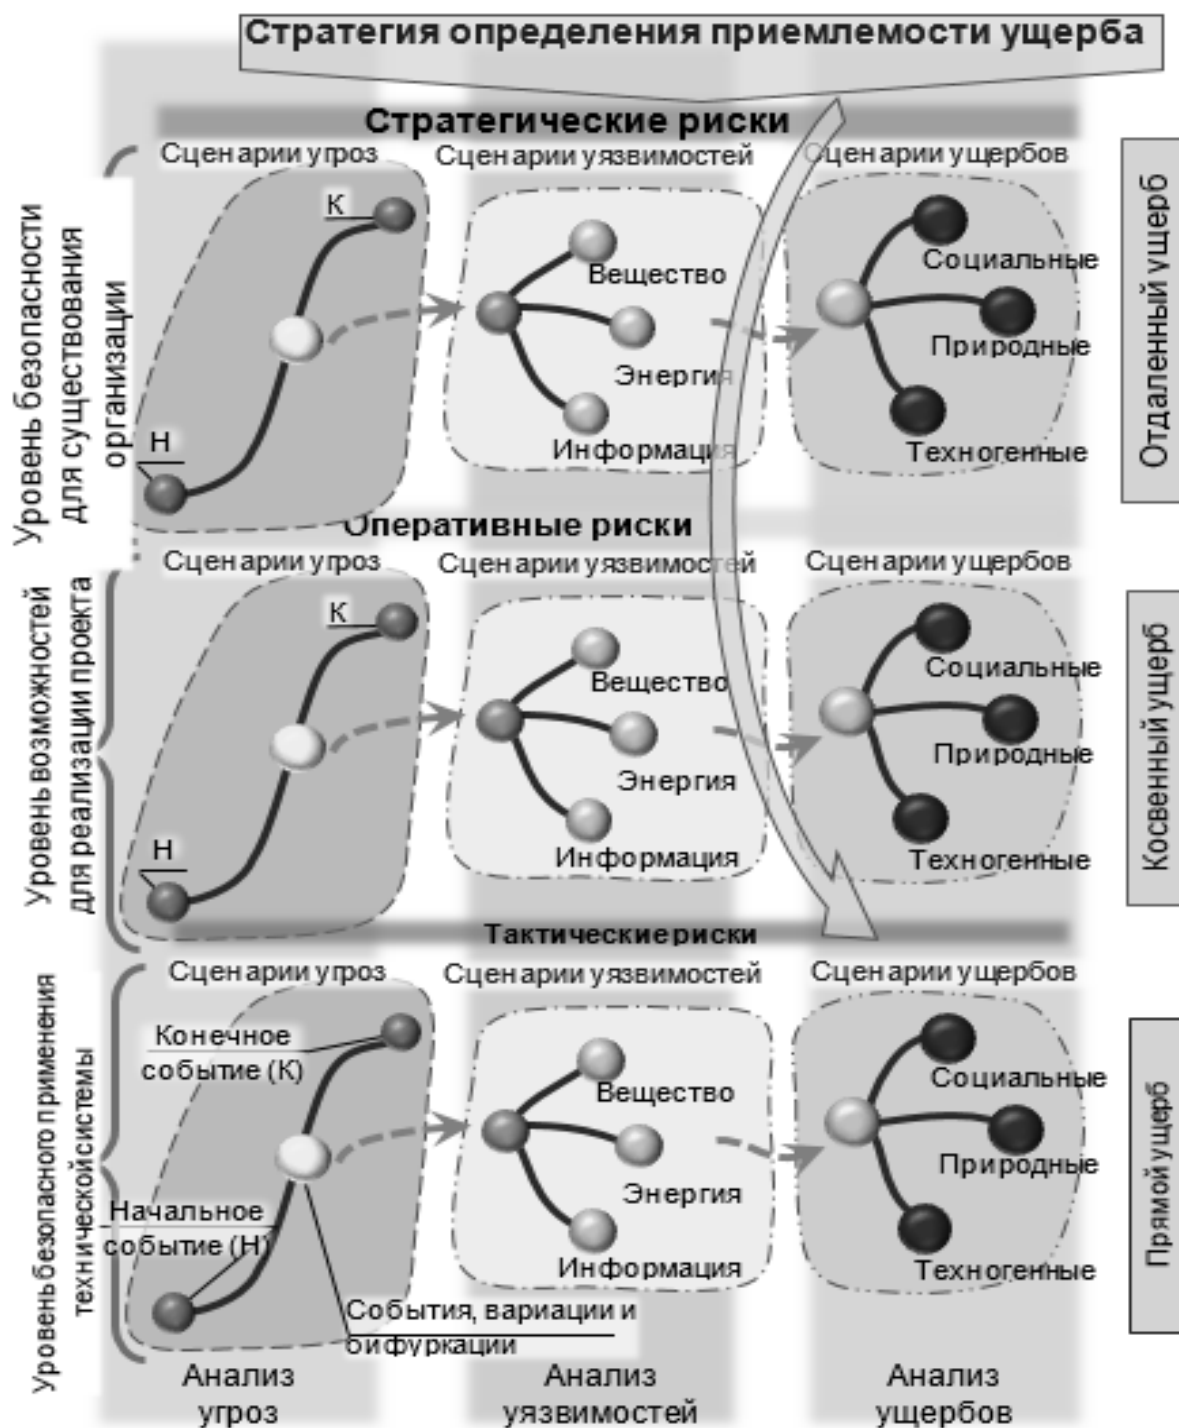 Стратегия определения приемлемости ущерба
Стратегические риски
Сценарии угроз
Сценарии уязвимостей
Сценарии ущербов
Уровень безопасности
для существования
организации
К
Н
Вещество
Энергия
Информация
Социальные
Природные
Техногенные
Отдаленный ущерб
Оперативные риски
Сценарии угроз
Сценарии уязвимостей
Сценарии ущербов
Уровень возможностей
для реализации проекта
К
Н
Вещество
Энергия
Информация
Социальные
Природные
Техногенные
Косвенный ущерб
Тактические риски
Сценарии угроз
Сценарии уязвимостей
Сценарии ущербов
Уровень безопасного применения
технической системы
Конечное
событие (К)
Начальное
событие (Н)
События, вариации и
бифуркации
Вещество
Энергия
Информация
Социальные
Природные
Техногенные
Прямой ущерб
Анализ
угроз
Анализ
уязвимостей
Анализ
ущербов